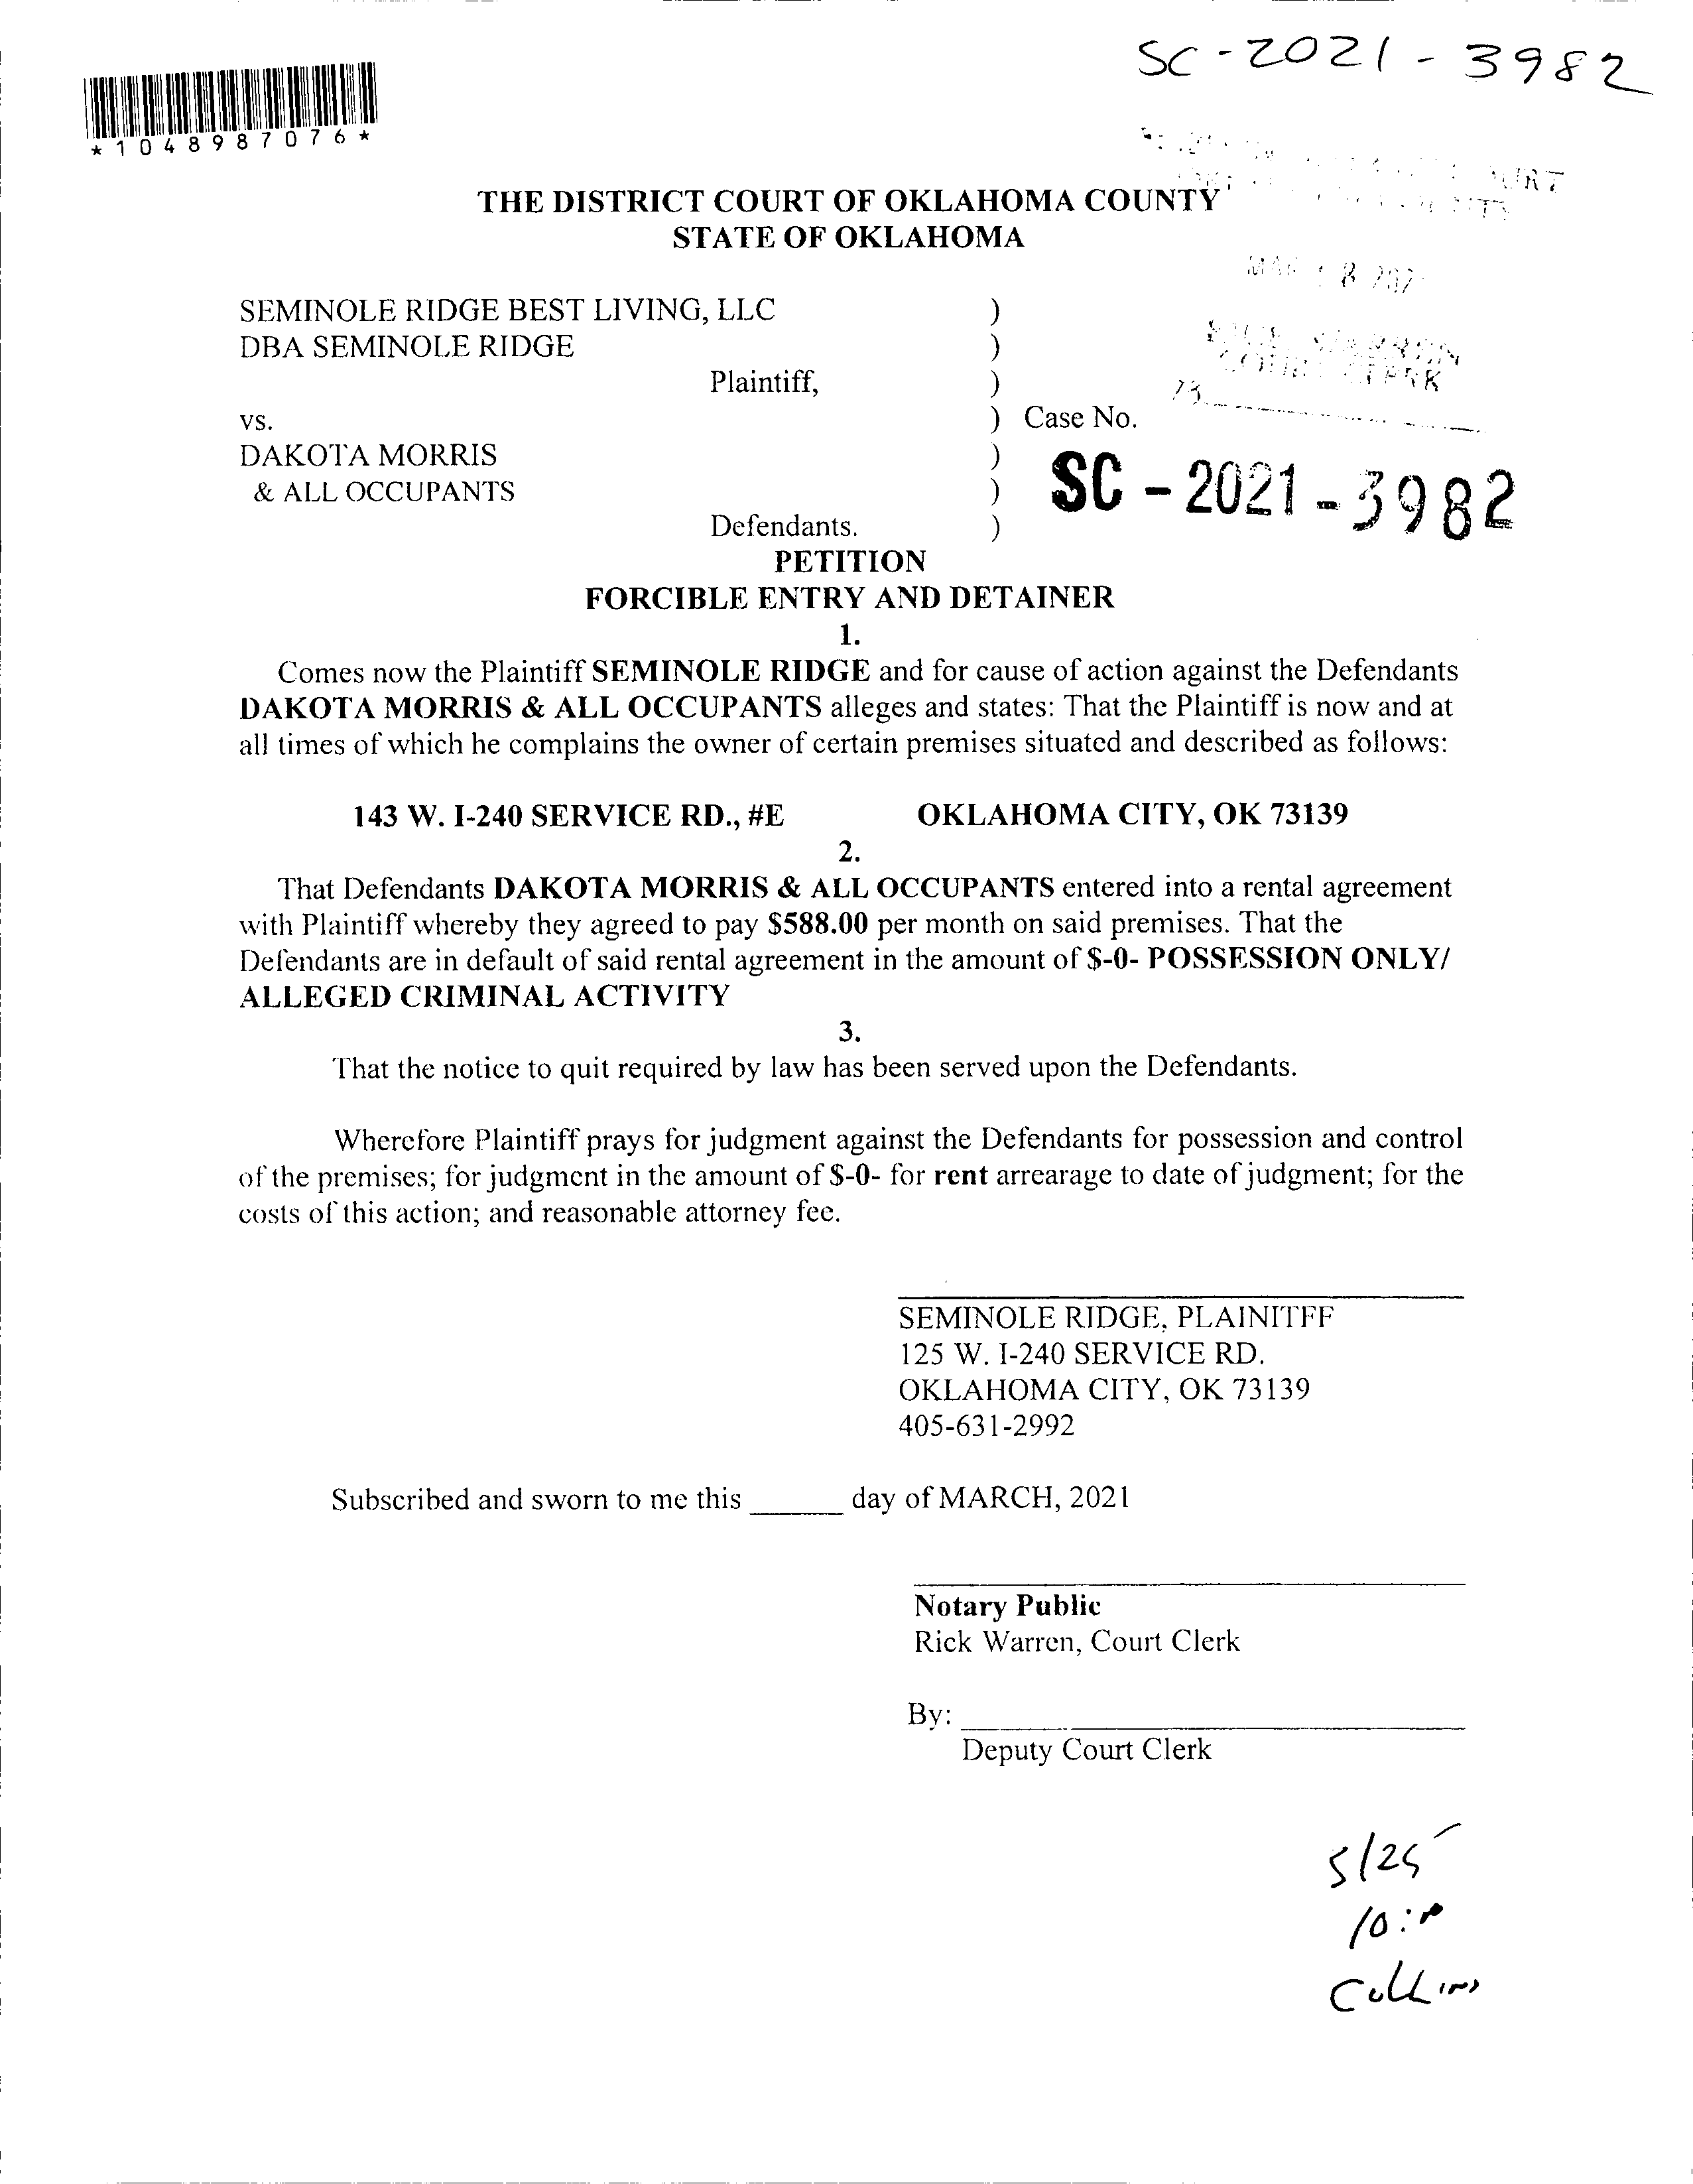 SC-2021-3982
*1048987076*
THE DISTRICT COURT OF OKLAHOMA COUNTY
STATE OF OKLAHOMA
SEMINOLE RIDGE BEST LIVING, LLC )
DBA SEMINOLE RIDGE )
Plaintiff, )
vs. ) Case No.
DAKOTA MORRIS )
& ALL OCCUPANTS ) SC-2021-3982
Defendants. )
PETITION
FORCIBLE ENTRY AND DETAINER
1.
Comes now the Plaintiff SEMINOLE RIDGE and for cause of action against the Defendants
DAKOTA MORRIS & ALL OCCUPANTS alleges and states: That the Plaintiff is now and at
all times of which he complains the owner of certain premises situated and described as follows:
143 W. I-240 SERVICE RD., #E OKLAHOMA CITY, OK 73139
2.
That Defendants DAKOTA MORRIS & ALL OCCUPANTS entered into a rental agreement
with Plaintiff whereby they agreed to pay $588.00 per month on said premises. That the
Defendants are in default of said rental agreement in the amount of $-0- POSSESSION ONLY/
ALLEGED CRIMINAL ACTIVITY
3.
That the notice to quit required by law has been served upon the Defendants.
Wherefore Plaintiff prays for judgment against the Defendants for possession and control
of the premises; for judgment in the amount of $-0- for rent arrearage to date of judgment; for the
costs of this action; and reasonable attorney fee.
SEMINOLE RIDGE, PLAINITFF
125 W. I-240 SERVICE RD.
OKLAHOMA CITY, OK 73139
405-631-2992
Subscribed and sworn to me this ______ day of MARCH, 2021
Notary Public
Rick Warren, Court Clerk
By: ______
Deputy Court Clerk